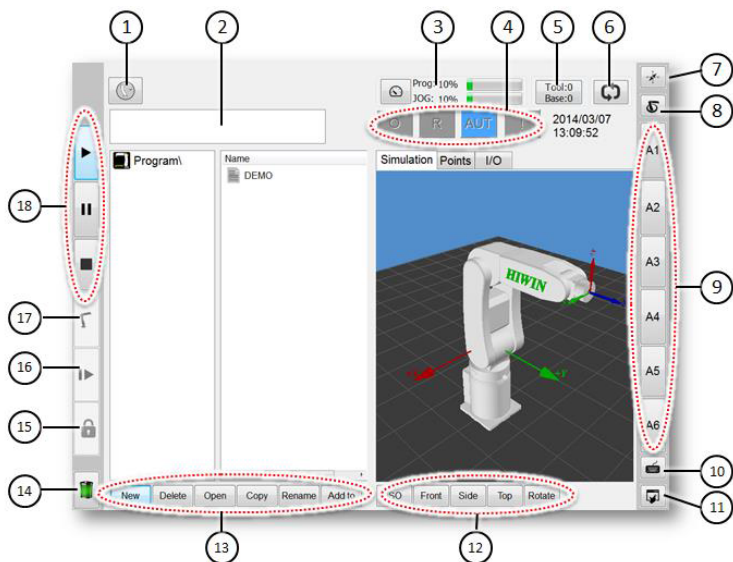 1
2
3
4
5
6
Prog: 10%
JOG: 10%
Tool:0
Base:0
O R AUT I
2014/03/07
13:09:52
7
8
Program\
Name
DEMO
Simulation Points I/O
HIWIN
A1
A2
A3
A4
A5
A6
9
18
17
16
15
14
10
11
New Delete Open Copy Rename Add to
ISO Front Side Top Rotate
13
12